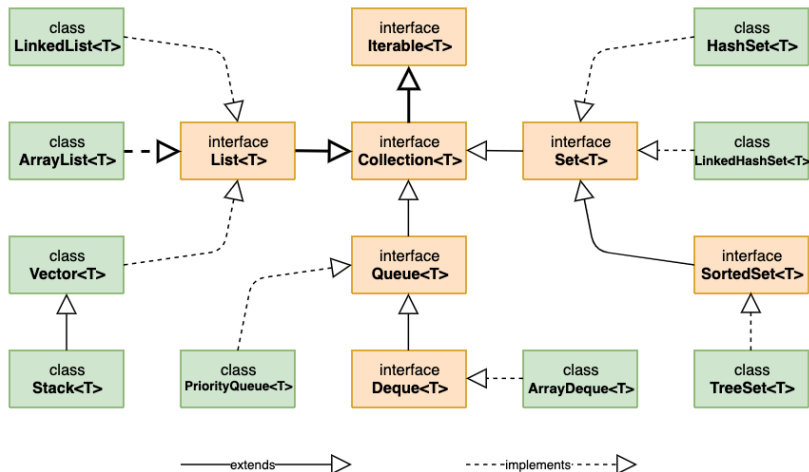 class
LinkedList<T>
interface
Iterable<T>
class
HashSet<T>
class
ArrayList<T>
interface
List<T>
interface
Collection<T>
interface
Set<T>
class
LinkedHashSet<T>
class
Vector<T>
interface
Queue<T>
interface
SortedSet<T>
class
Stack<T>
class
PriorityQueue<T>
interface
Deque<T>
class
ArrayDeque<T>
class
TreeSet<T>
extends
implements